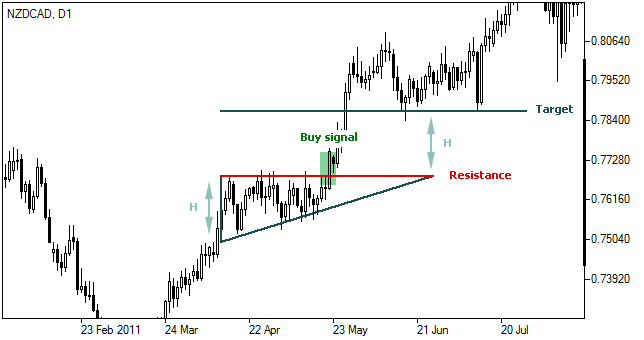 NZDCAD, D1
0.80640
0.79520
Target
0.78400
Buy signal
H
0.77280
Resistance
0.76160
H
0.75040
0.73920
23 Feb 2011 24 Mar 22 Apr 23 May 21 Jun 20 Jul